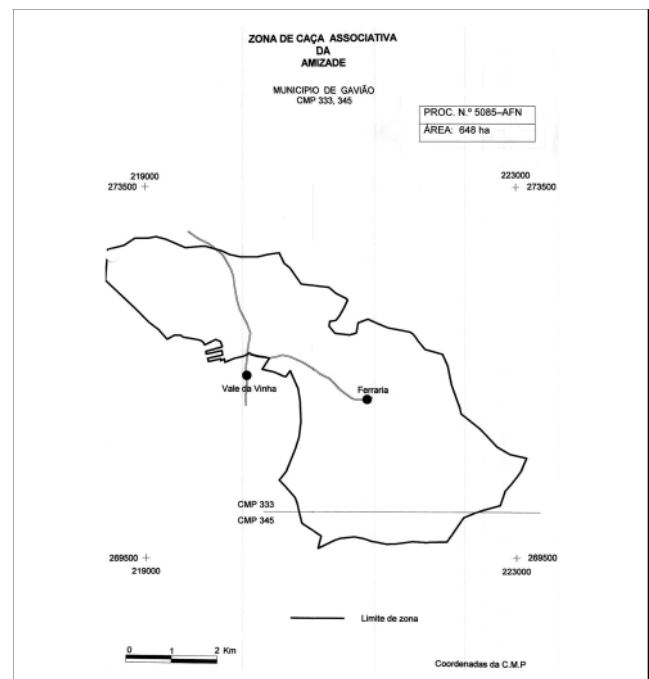 ZONA DE CAÇA ASSOCIATIVA
DA
AMIZADE
MUNICIPIO DE GAVIÃO
CMP 333, 345
PROC. N.º 5085–AFN
ÁREA: 648 ha
219000
273500
223000
273500
Vale da Vinha
Ferraria
CMP 333
CMP 345
269500
219000
269500
223000
Limite de zona
0 1 2 Km
Coordenadas da C.M.P